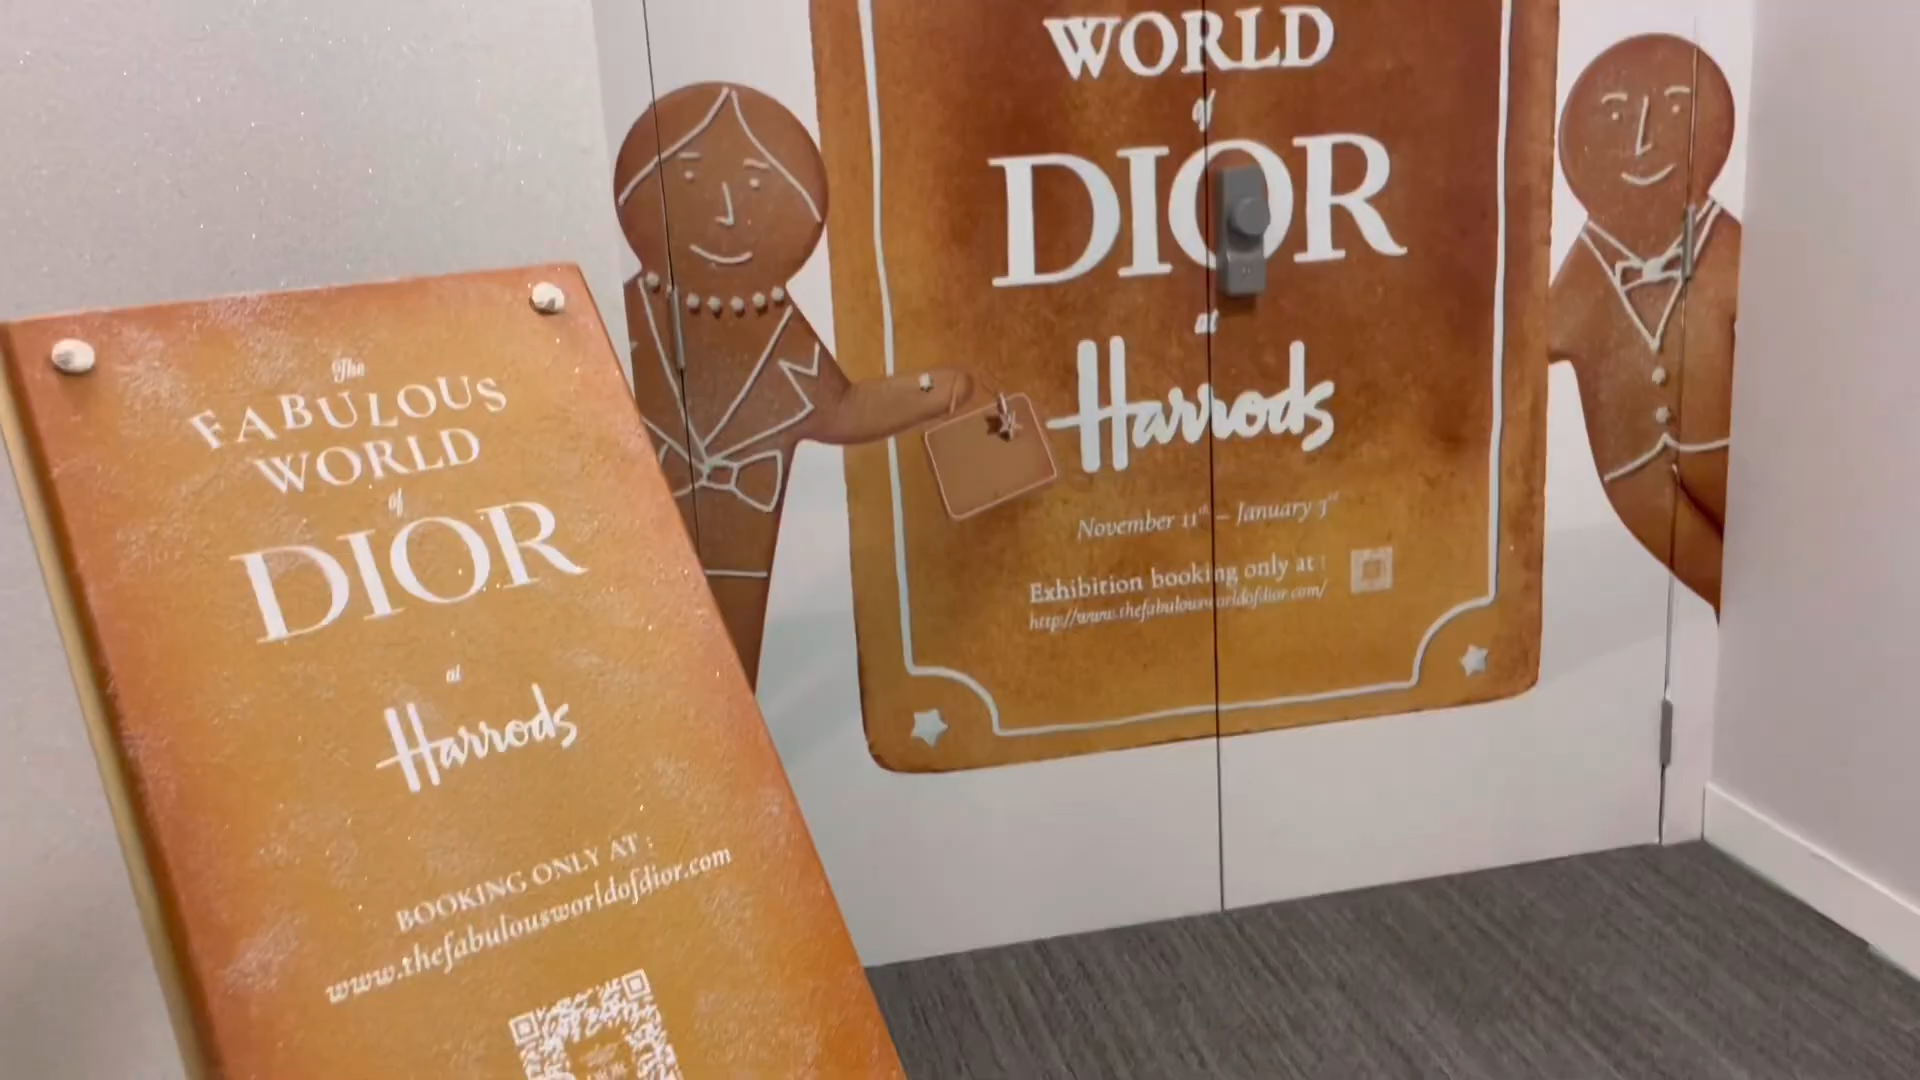 The
FABULOUS
WORLD
of
DIOR
at
Harrods
BOOKING ONLY AT :
www.thefabulousworldofdior.com
WORLD
of
DIOR
at
Harrods
November 11th – January 3rd
Exhibition booking only at :
http://www.thefabulousworldofdior.com/